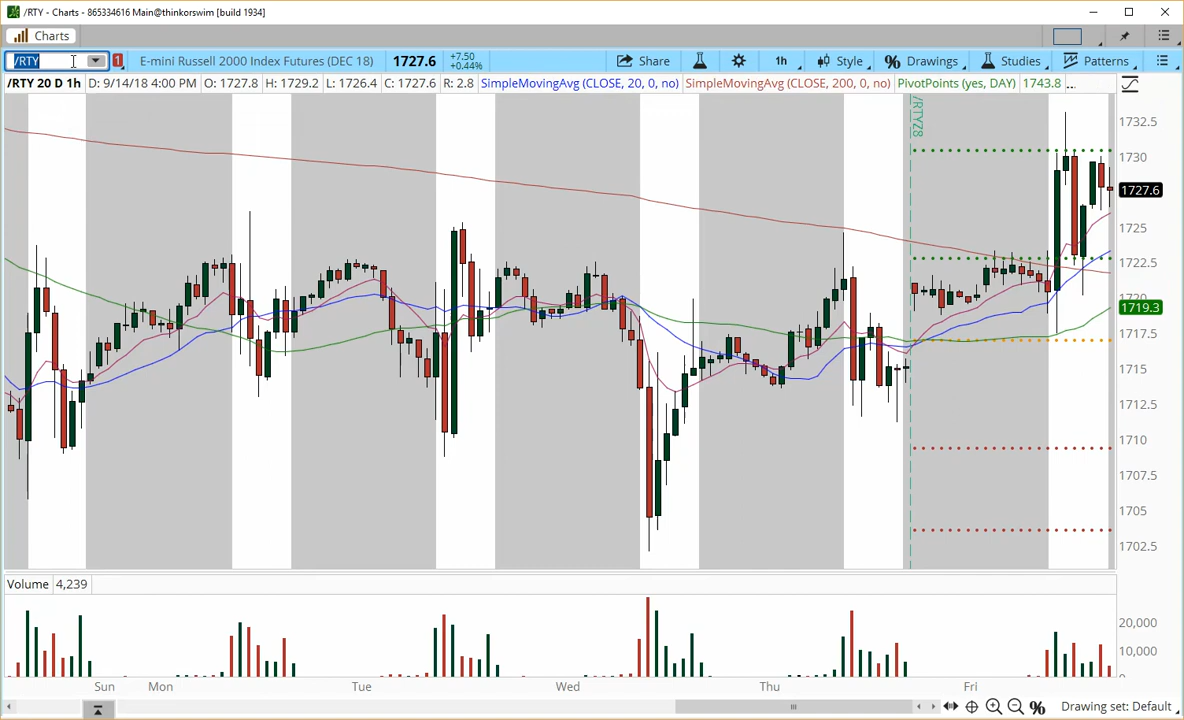 /RTY - Charts - 865334616 Main@thinkorswim [build 1934]
Charts
/RTY 1 E-mini Russell 2000 Index Futures (DEC 18) 1727.6 +7.50 +0.44% Share 1h Style % Drawings Studies Patterns
/RTY 20 D 1h D: 9/14/18 4:00 PM O: 1727.8 H: 1729.2 L: 1726.4 C: 1727.6 R: 2.8 SimpleMovingAvg (CLOSE, 20, 0, no) SimpleMovingAvg (CLOSE, 200, 0, no) PivotPoints (yes, DAY) 1743.8 ...
/RTYZ8
1732.5
1730
1727.6
1725
1722.5
1720
1719.3
1717.5
1715
1712.5
1710
1707.5
1705
1702.5
Volume 4,239
20,000
10,000
Sun Mon Tue Wed Thu Fri
% Drawing set: Default